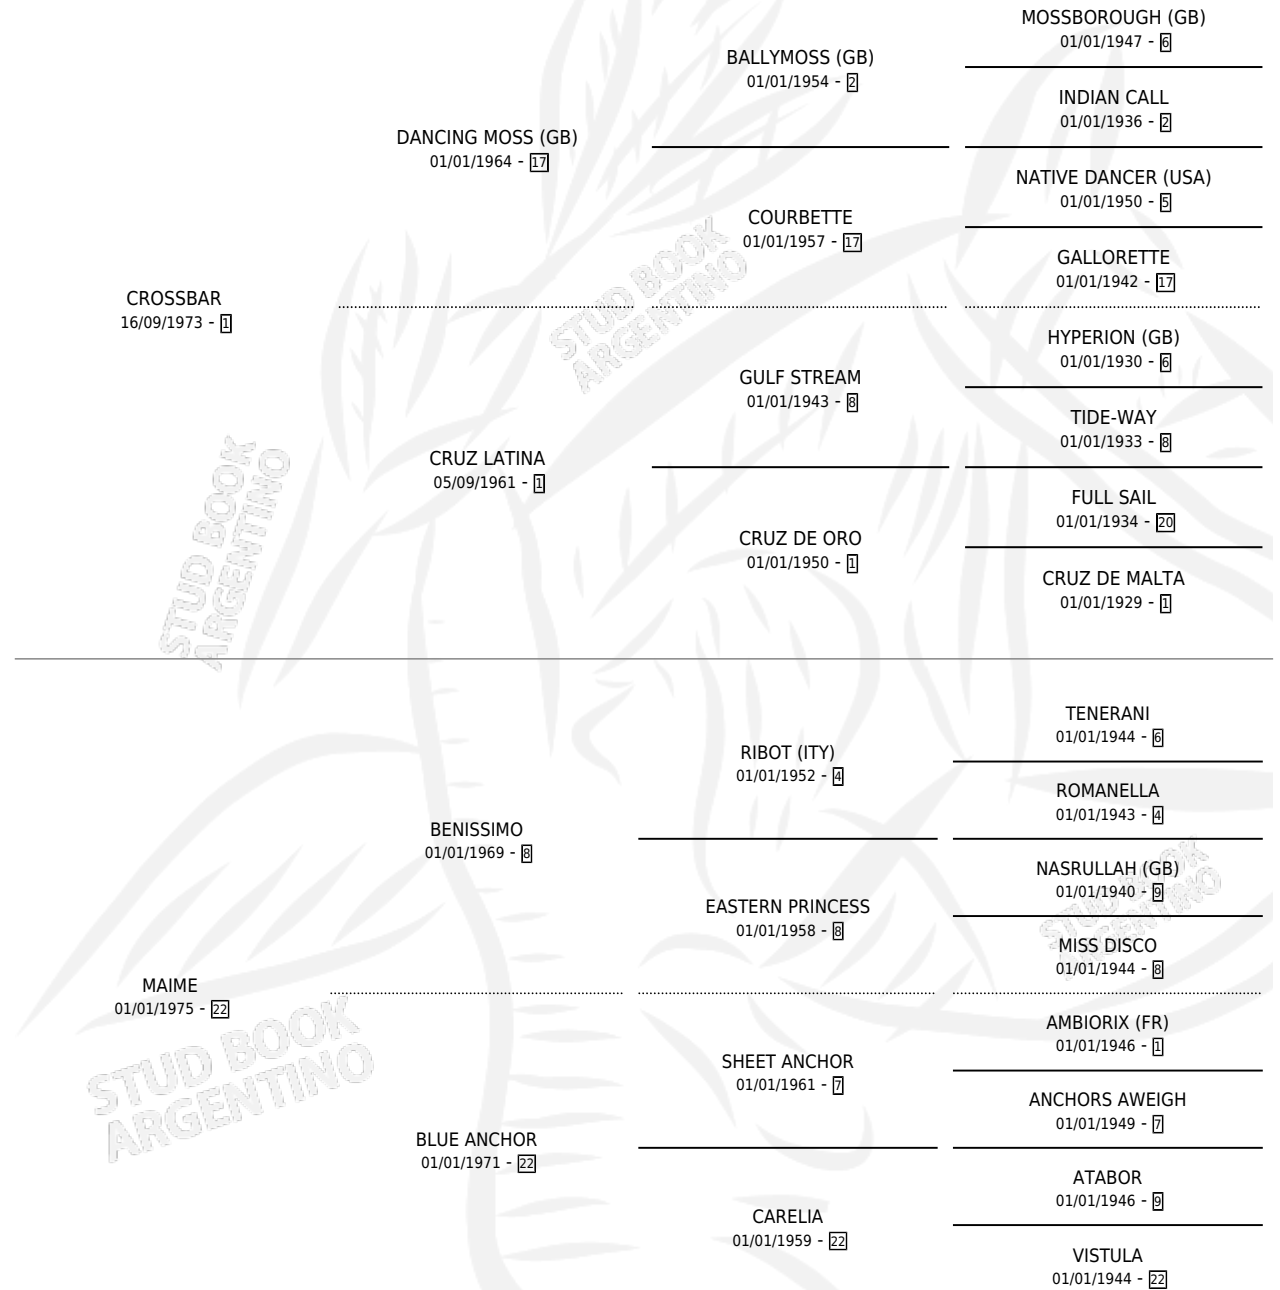 MOSSBOROUGH (GB)
01/01/1947 - 6
BALLYMOSS (GB)
01/01/1954 - 2
INDIAN CALL
01/01/1936 - 2
DANCING MOSS (GB)
01/01/1964 - 17
NATIVE DANCER (USA)
01/01/1950 - 5
COURBETTE
01/01/1957 - 17
GALLORETTE
01/01/1942 - 17
CROSSBAR
16/09/1973 - 1
HYPERION (GB)
01/01/1930 - 6
GULF STREAM
01/01/1943 - 8
TIDE-WAY
01/01/1933 - 8
CRUZ LATINA
05/09/1961 - 1
FULL SAIL
01/01/1934 - 20
CRUZ DE ORO
01/01/1950 - 1
CRUZ DE MALTA
01/01/1929 - 1
STUD BOOK
ARGENTINO
STUD BOOK
ARGENTINO
TENERANI
01/01/1944 - 6
RIBOT (ITY)
01/01/1952 - 4
ROMANELLA
01/01/1943 - 4
BENISSIMO
01/01/1969 - 8
NASRULLAH (GB)
01/01/1940 - 9
EASTERN PRINCESS
01/01/1958 - 8
MISS DISCO
01/01/1944 - 8
MAIME
01/01/1975 - 22
AMBIORIX (FR)
01/01/1946 - 1
SHEET ANCHOR
01/01/1961 - 7
ANCHORS AWEIGH
01/01/1949 - 7
BLUE ANCHOR
01/01/1971 - 22
ATABOR
01/01/1946 - 9
CARELIA
01/01/1959 - 22
VISTULA
01/01/1944 - 22
STUD BOOK
ARGENTINO
STUD BOOK
ARGENTINO